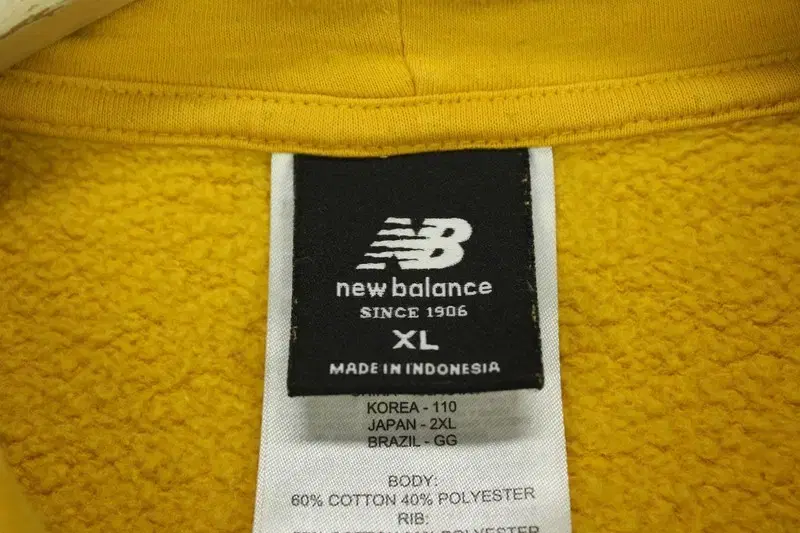 NB
new balance
SINCE 1906
XL
MADE IN INDONESIA
KOREA - 110
JAPAN - 2XL
BRAZIL - GG
BODY:
60% COTTON 40% POLYESTER
RIB: